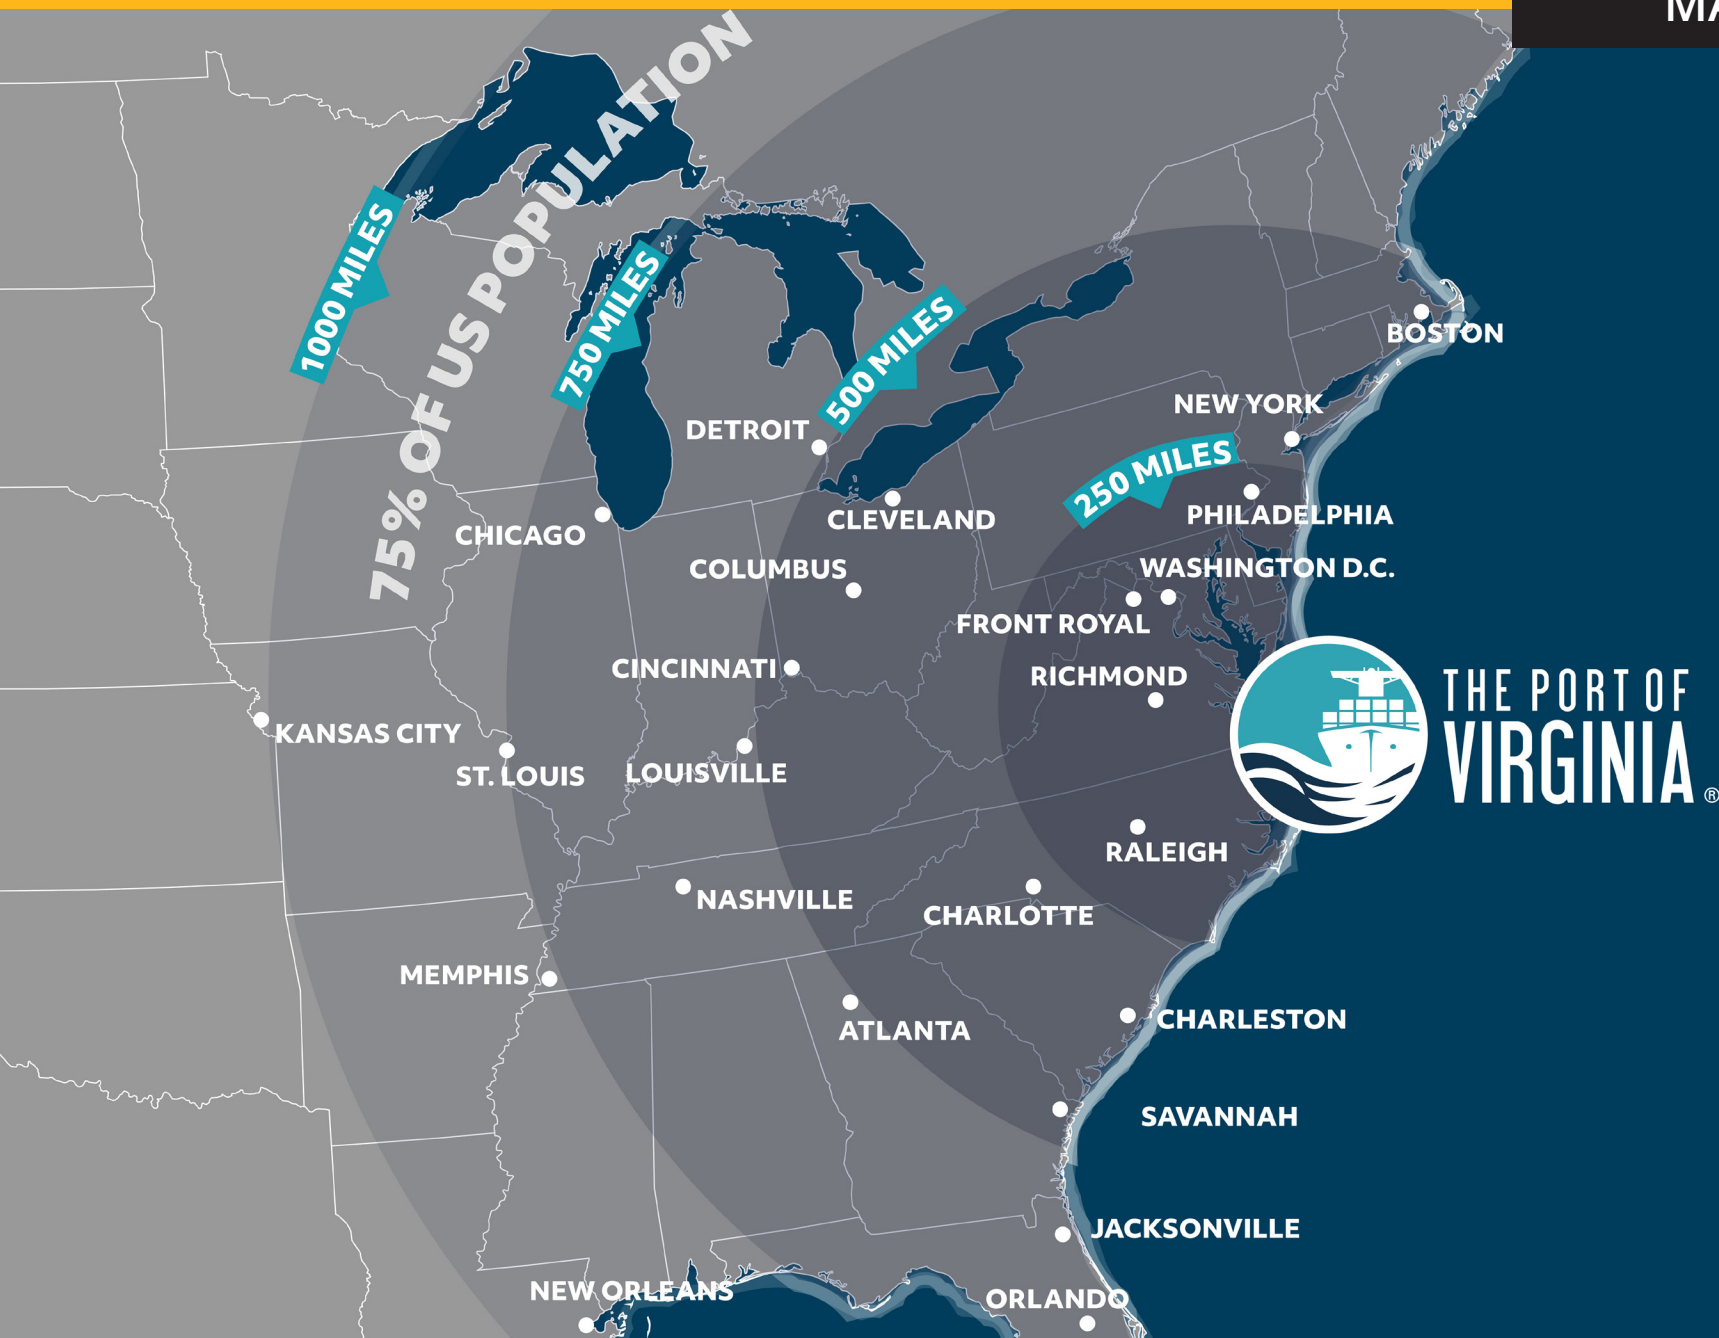 75% OF US POPULATION
1000 MILES
750 MILES
500 MILES
250 MILES
BOSTON
NEW YORK
DETROIT
PHILADELPHIA
CLEVELAND
CHICAGO
COLUMBUS
WASHINGTON D.C.
FRONT ROYAL
CINCINNATI
RICHMOND
THE PORT OF
VIRGINIA®
KANSAS CITY
ST. LOUIS
LOUISVILLE
RALEIGH
NASHVILLE
CHARLOTTE
MEMPHIS
CHARLESTON
ATLANTA
SAVANNAH
JACKSONVILLE
NEW ORLEANS
ORLANDO